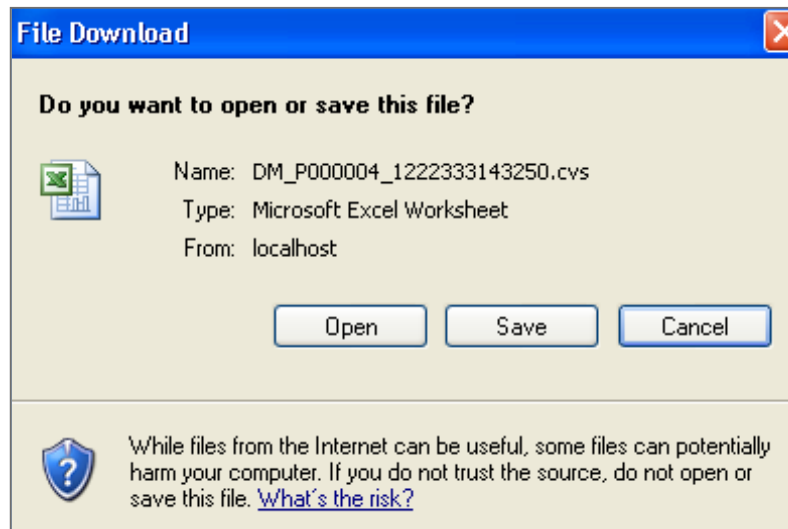 File Download
Do you want to open or save this file?
Name: DM_P000004_1222333143250.cvs
Type: Microsoft Excel Worksheet
From: localhost
Open Save Cancel
While files from the Internet can be useful, some files can potentially
harm your computer. If you do not trust the source, do not open or
save this file. What's the risk?